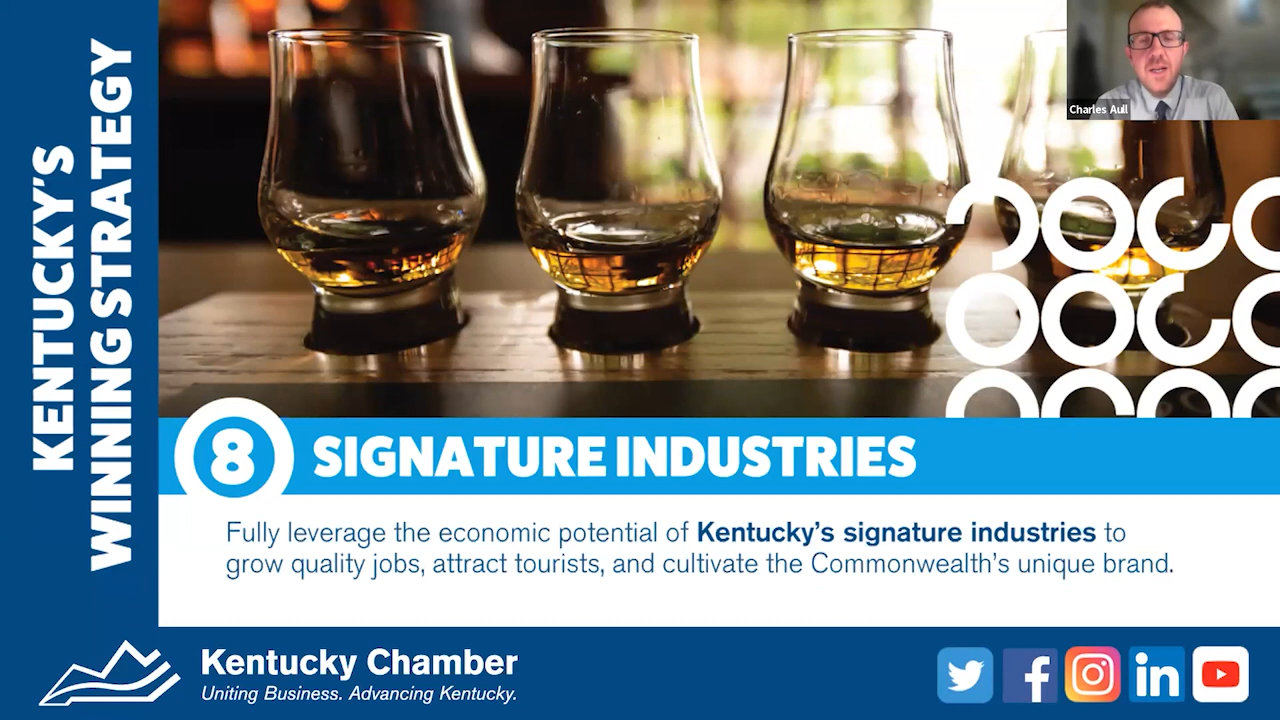 KENTUCKY'S
WINNING STRATEGY
Charles Aull
8 SIGNATURE INDUSTRIES
Fully leverage the economic potential of Kentucky's signature industries to
grow quality jobs, attract tourists, and cultivate the Commonwealth's unique brand.
Kentucky Chamber
Uniting Business. Advancing Kentucky.